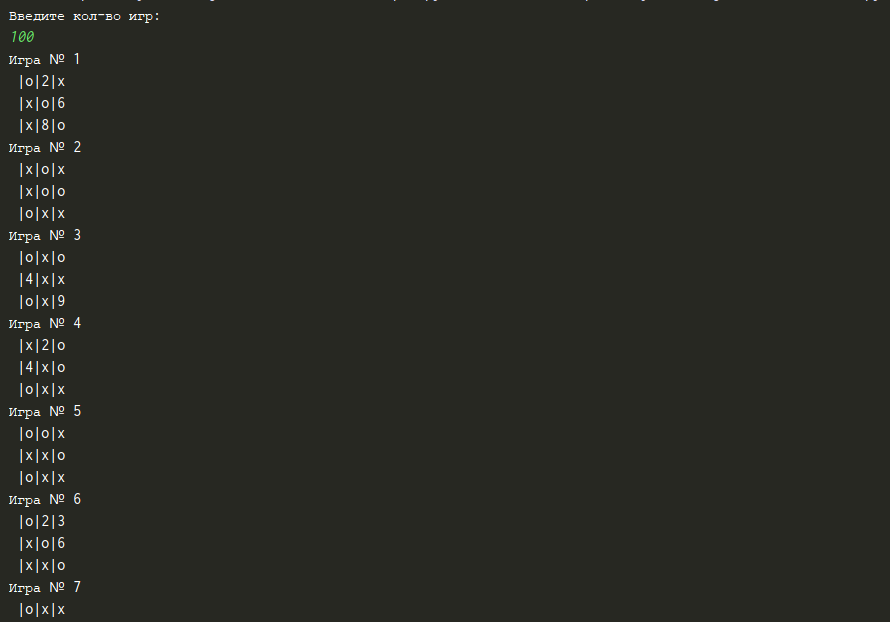 Введите кол-во игр:
100
Игра № 1
|o|2|x
|x|o|6
|x|8|o
Игра № 2
|x|o|x
|x|o|o
|o|x|x
Игра № 3
|o|x|o
|4|x|x
|o|x|9
Игра № 4
|x|2|o
|4|x|o
|o|x|x
Игра № 5
|o|o|x
|x|x|o
|o|x|x
Игра № 6
|o|2|3
|x|o|6
|x|x|o
Игра № 7
|o|x|x